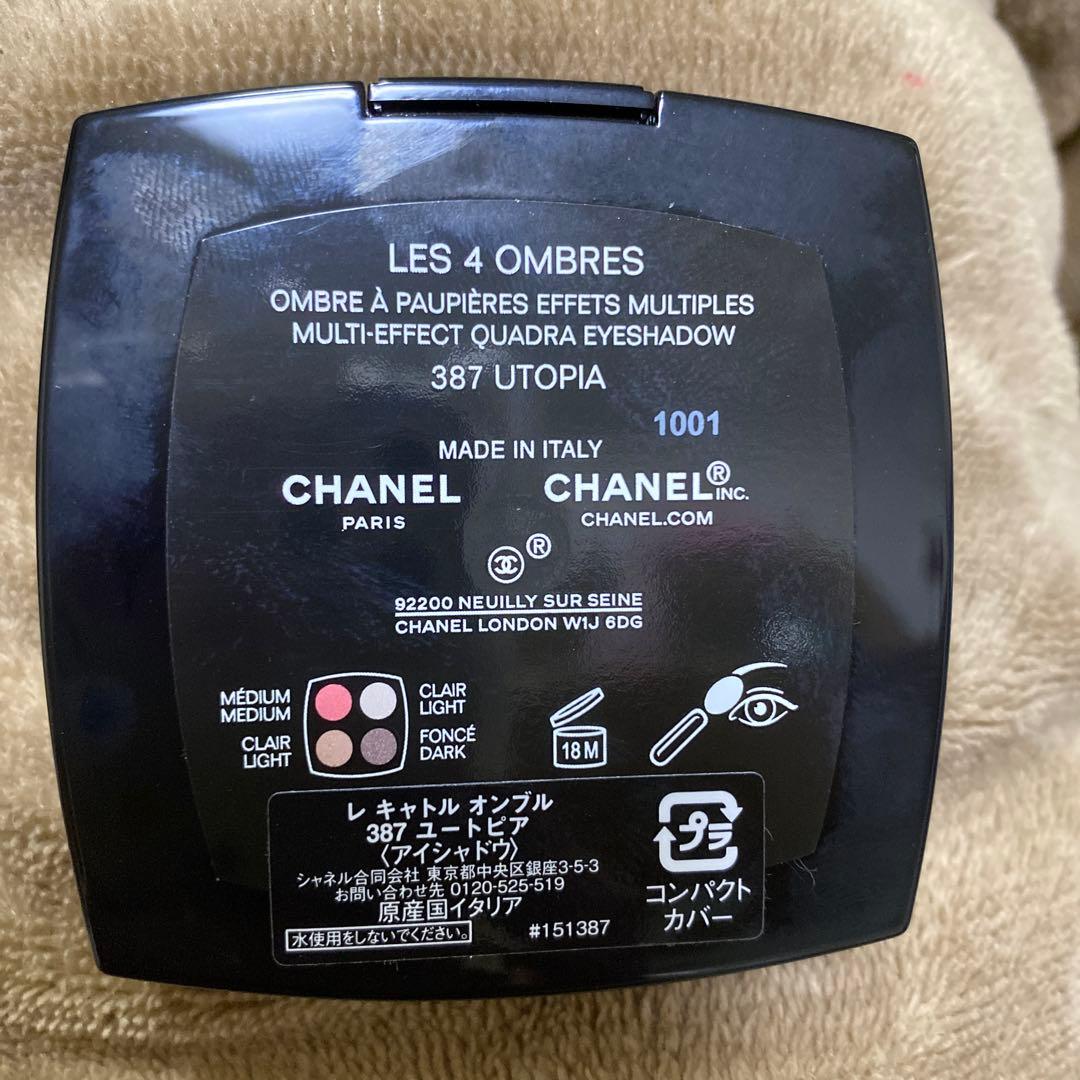 LES 4 OMBRES
OMBRE À PAUPIÈRES EFFETS MULTIPLES
MULTI-EFFECT QUADRA EYESHADOW
387 UTOPIA
1001
MADE IN ITALY
CHANEL
PARIS
CHANEL® INC.
CHANEL.COM
®
92200 NEUILLY SUR SEINE
CHANEL LONDON W1J 6DG
MÉDIUM
MEDIUM
CLAIR
LIGHT
CLAIR
LIGHT
FONCÉ
DARK
18 M
レ キャトル オンブル
387 ユートピア
〈アイシャドウ〉
シャネル合同会社 東京都中央区銀座3-5-3
お問い合わせ先 0120-525-519
原産国イタリア
水使用をしないでください。
#151387
プラ
コンパクト
カバー